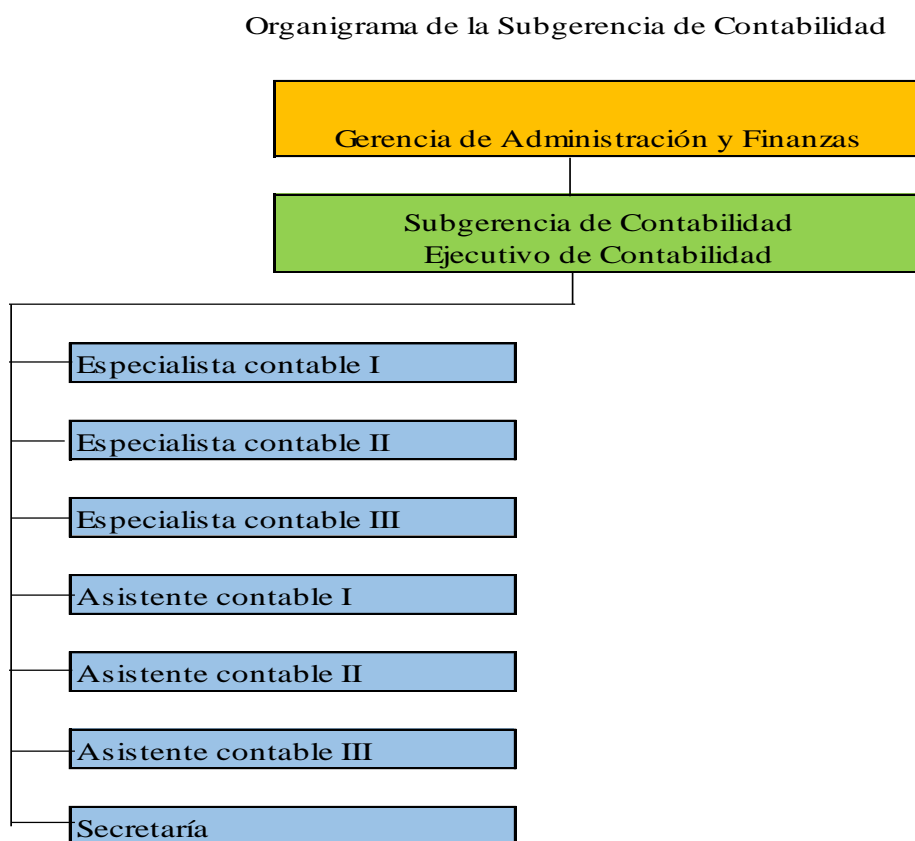 Organigrama de la Subgerencia de Contabilidad
Gerencia de Administración y Finanzas
Subgerencia de Contabilidad
Ejecutivo de Contabilidad
Especialista contable I
Especialista contable II
Especialista contable III
Asistente contable I
Asistente contable II
Asistente contable III
Secretaría